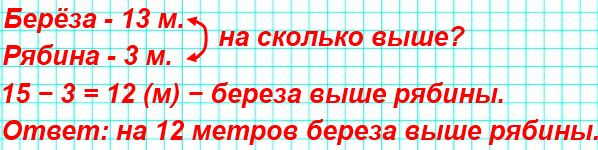 Берёза - 13 м.
Рябина - 3 м.
на сколько выше?
15 − 3 = 12 (м) − береза выше рябины.
Ответ: на 12 метров береза выше рябины.